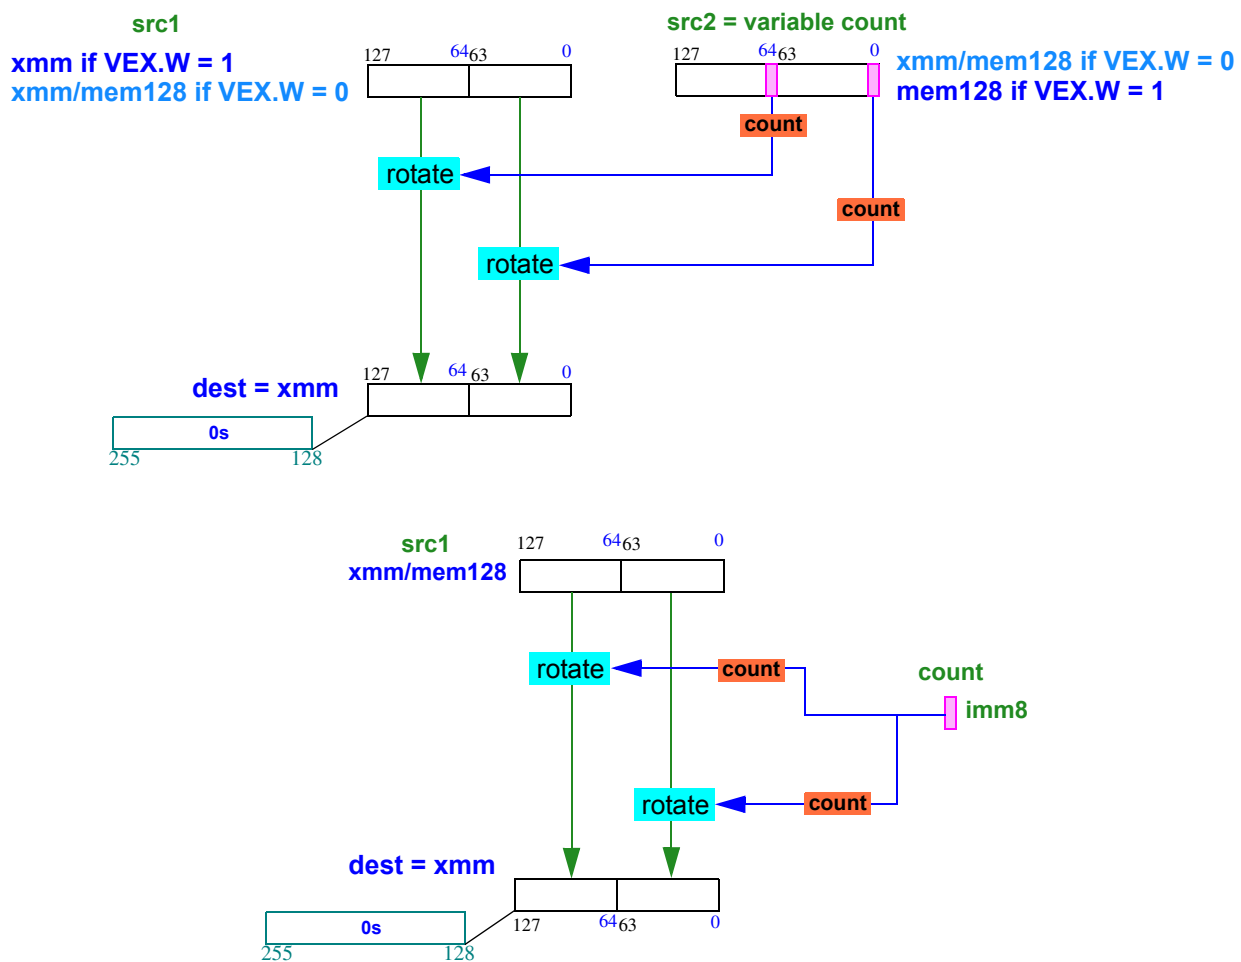 src1
src2 = variable count
xmm if VEX.W = 1
xmm/mem128 if VEX.W = 0
127 64 63 0
127 64 63 0
xmm/mem128 if VEX.W = 0
mem128 if VEX.W = 1
count
rotate
count
rotate
dest = xmm
127 64 63 0
0s
255 128
src1
xmm/mem128
127 64 63 0
rotate
count
count
imm8
rotate
count
dest = xmm
127 64 63 0
0s
255 128